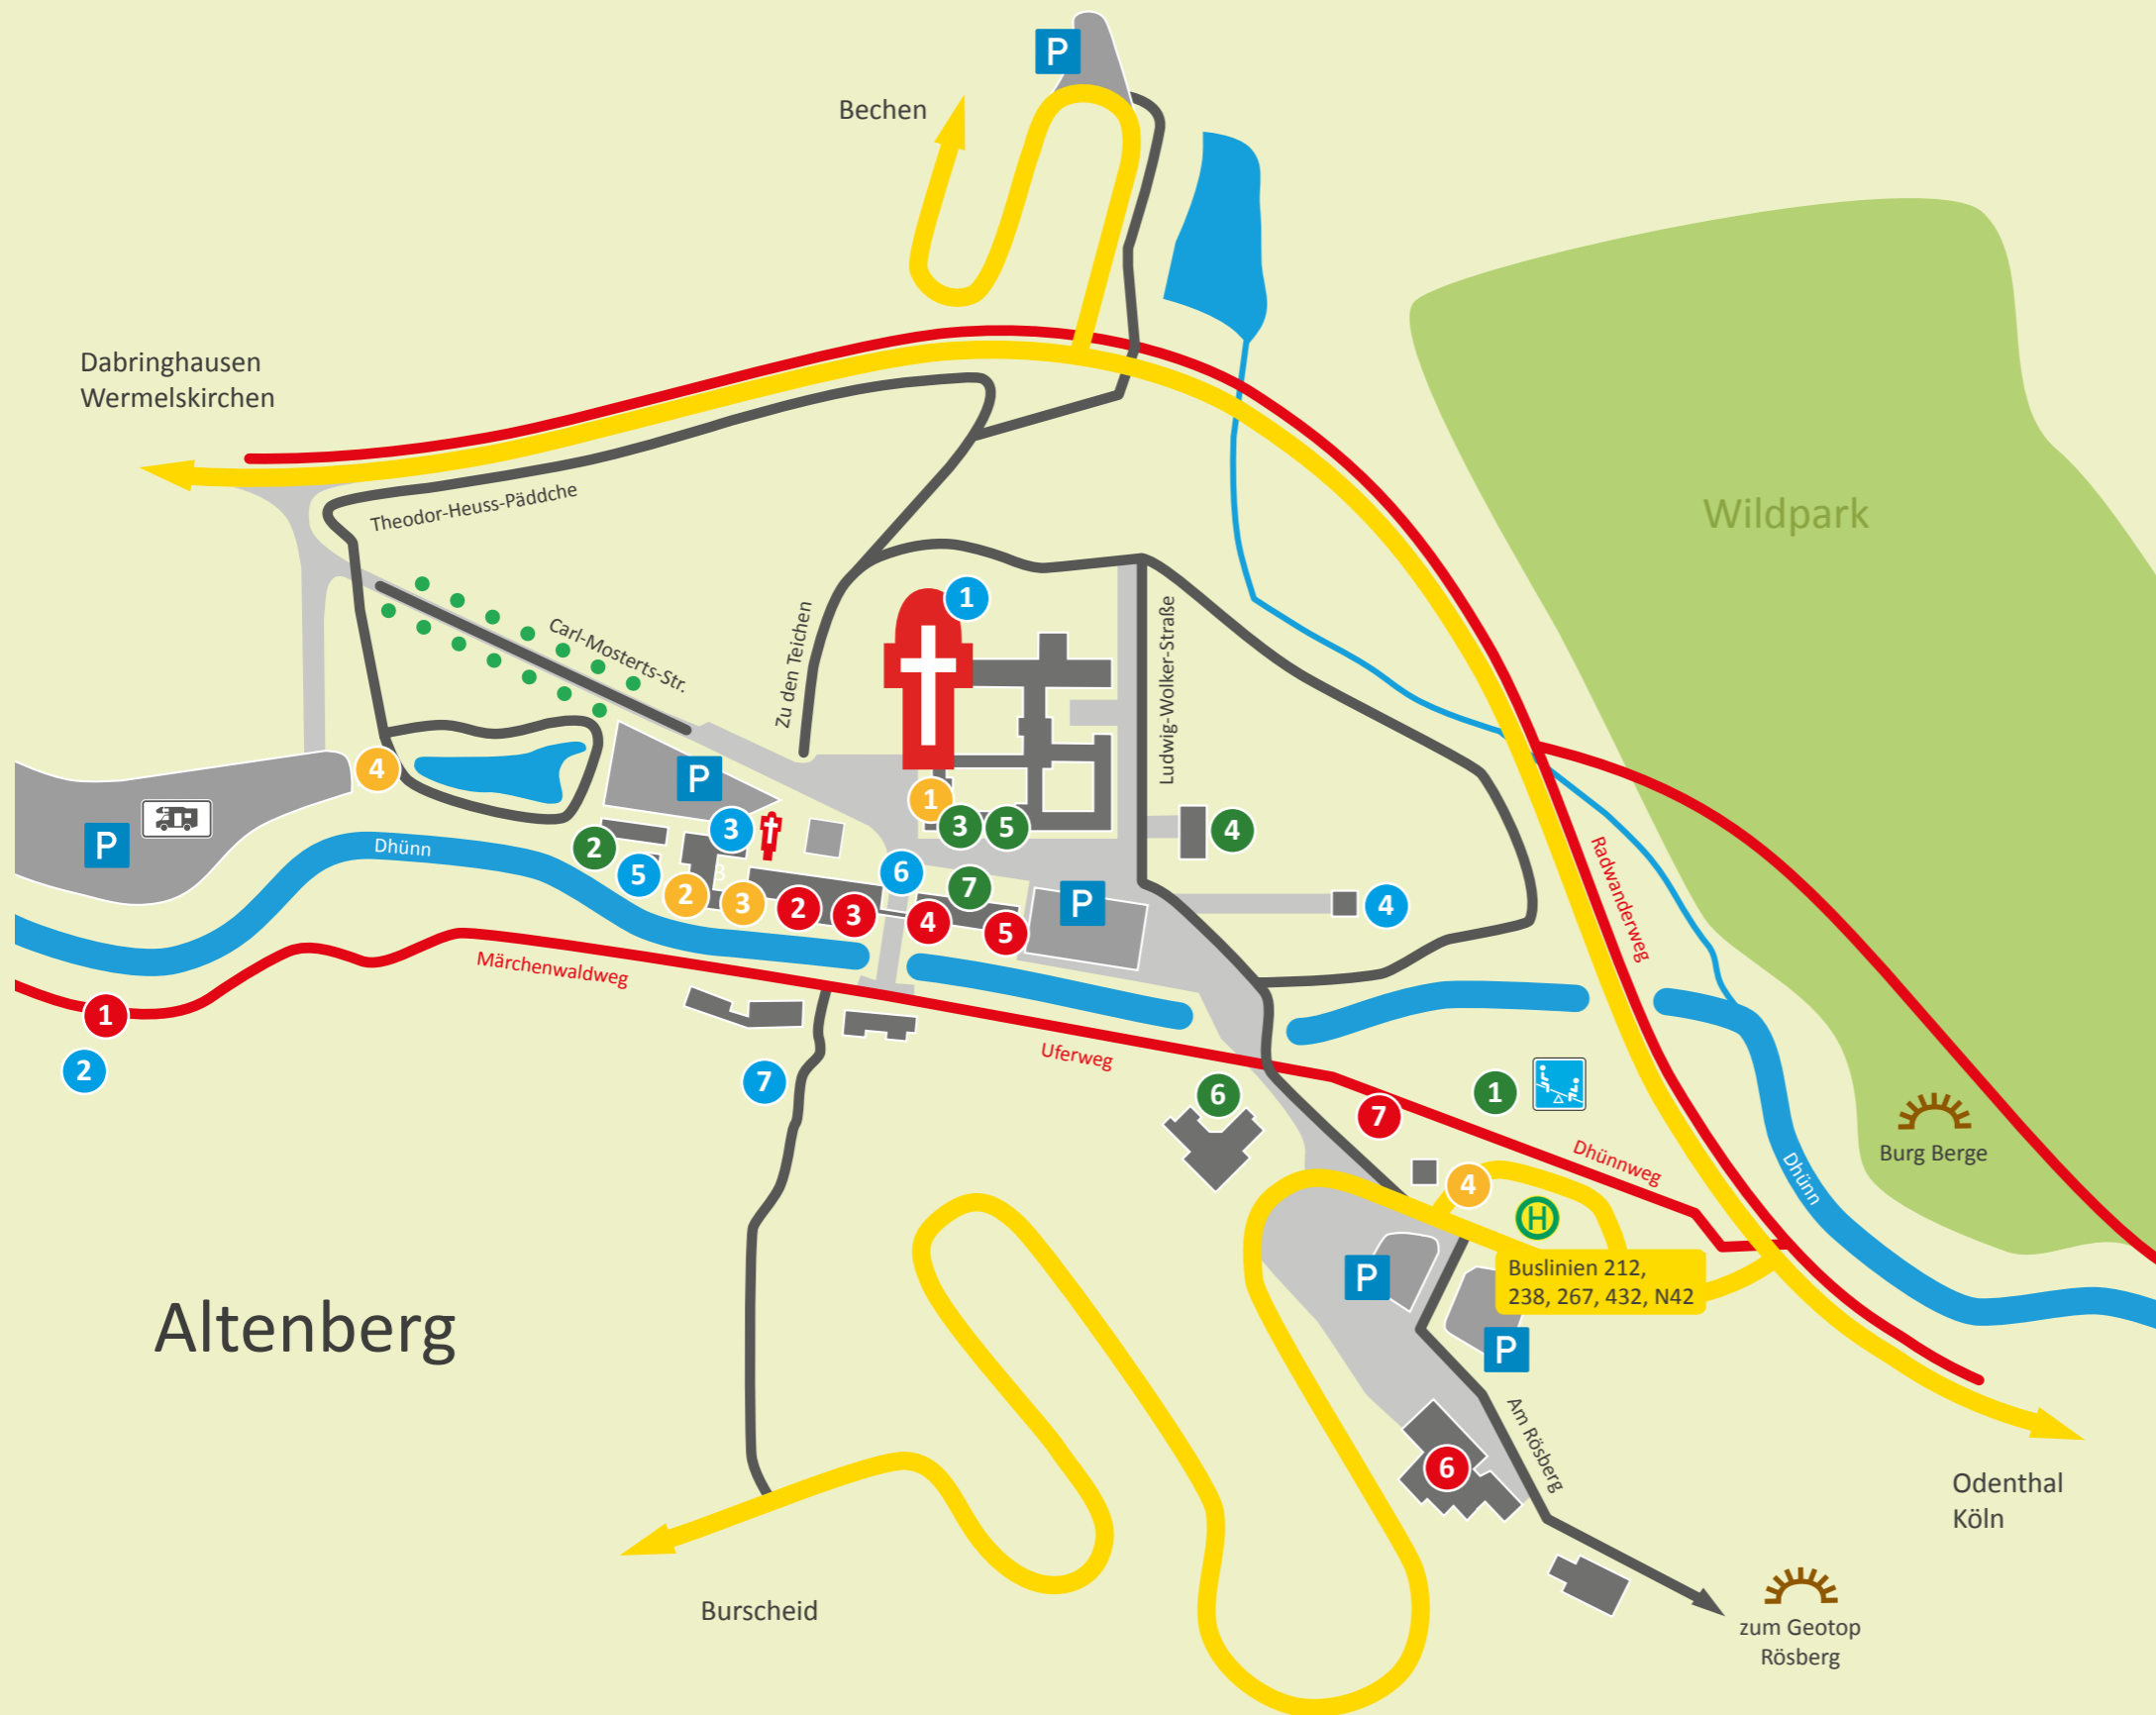 P
Bechen
Dabringhausen
Wermelskirchen
Wildpark
Theodor-Heuss-Päddche
1
Carl-Mosterts-Str.
Zu den Teichen
Ludwig-Wolker-Straße
4
P
1
3
3
5
4
P
Dhünn
2
5
6
7
2
3
2
3
4
5
P
4
Radwanderweg
Märchenwaldweg
1
2
7
Uferweg
6
7
1
Burg Berge
Dhünnweg
Dhünn
4
H
P
Buslinien 212,
238, 267, 432, N42
P
Altenberg
Am Rösberg
6
Odenthal
Köln
Burscheid
zum Geotop
Rösberg